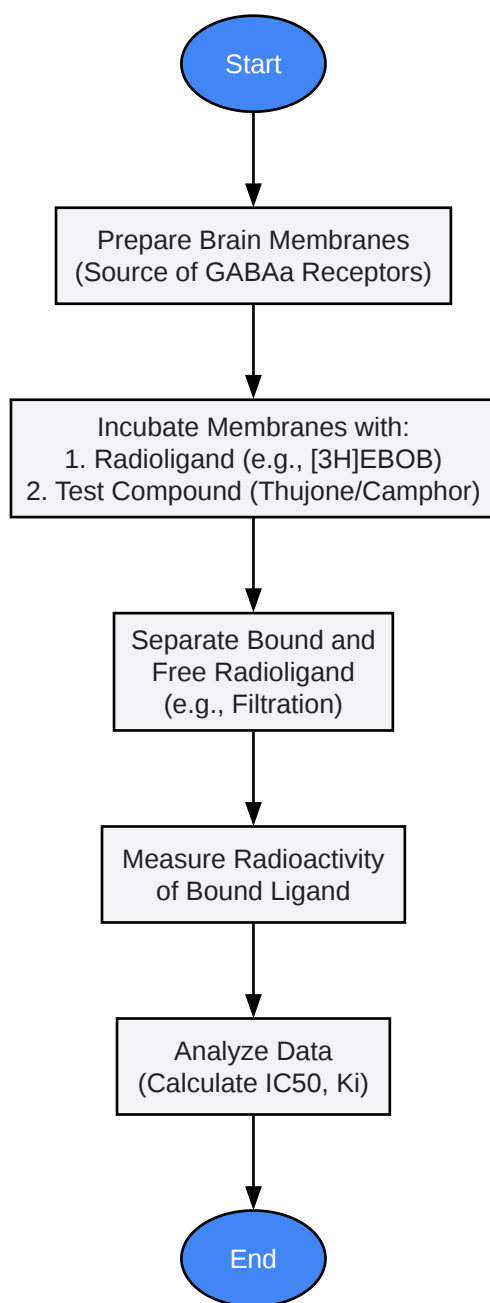 Start
Prepare Brain Membranes
(Source of GABAa Receptors)
Incubate Membranes with:
1. Radioligand (e.g., [3H]EBOB)
2. Test Compound (Thujone/Camphor)
Separate Bound and
Free Radioligand
(e.g., Filtration)
Measure Radioactivity
of Bound Ligand
Analyze Data
(Calculate IC50, Ki)
End